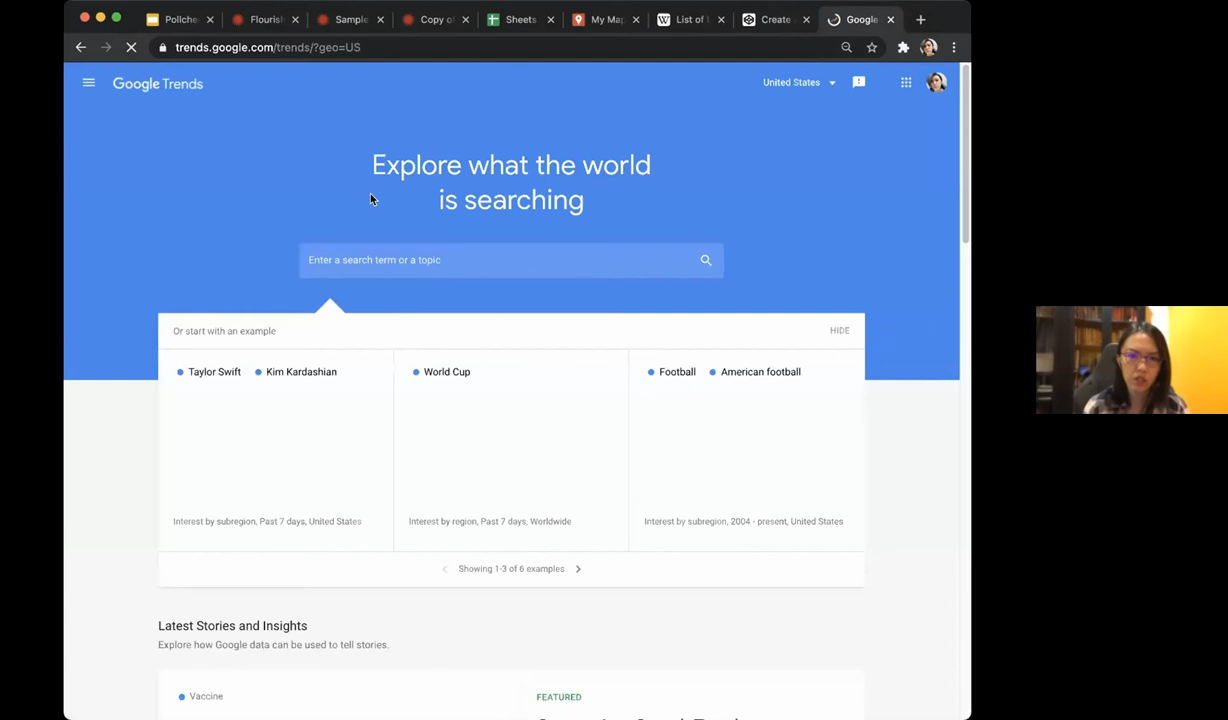 Pollche
Flouris
Sample
Copy o
Sheets
My Map
List of
Create
Google
trends.google.com/trends/?geo=US
Google Trends
United States
Explore what the world
is searching
Enter a search term or a topic
Or start with an example
HIDE
Taylor Swift Kim Kardashian
World Cup
Football American football
Interest by subregion, Past 7 days, United States
Interest by region, Past 7 days, Worldwide
Interest by subregion, 2004 - present, United States
Showing 1-3 of 6 examples
Latest Stories and Insights
Explore how Google data can be used to tell stories.
Vaccine
FEATURED